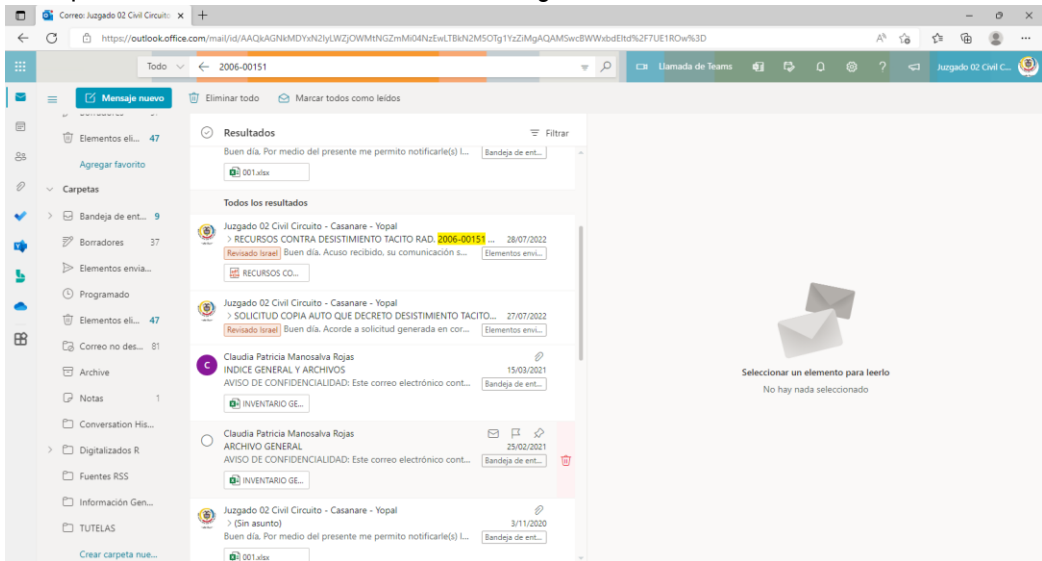 Correo: Juzgado 02 Civil Circuito
https://outlook.office.com/mail/id/AAQkAGNkMDYxN2IyLWZjOWMtNGZmMi04NzEwLTBkN2M5OTg1YzZiMgAQAMSwcBWWxbdEltd%2F7UE1ROw%3D
Todo
2006-00151
Llamada de Teams
Juzgado 02 Civil C...
Mensaje nuevo
Eliminar todo
Marcar todos como leídos
Elementos eli... 47
Agregar favorito
Carpetas
Bandeja de ent... 9
Borradores 37
Elementos envia...
Programado
Elementos eli... 47
Correo no des... 81
Archive
Notas 1
Conversation His...
Digitalizados R
Fuentes RSS
Información Gen...
TUTELAS
Crear carpeta nue...
Resultados
Filtrar
Buen día, Por medio del presente me permito notificarle(s) l... Bandeja de ent...
001.xlsx
Todos los resultados
Juzgado 02 Civil Circuito - Casanare - Yopal
> RECURSOS CONTRA DESISTIMIENTO TACITO RAD. 2006-00151 ... 28/07/2022
Revisado Israel Buen día. Acuso recibido, su comunicación s... Elementos envi...
RECURSOS CO...
Juzgado 02 Civil Circuito - Casanare - Yopal
> SOLICITUD COPIA AUTO QUE DECRETO DESISTIMIENTO TACITO... 27/07/2022
Revisado Israel Buen día. Acorde a solicitud generada en cor... Elementos envi...
Claudia Patricia Manosalva Rojas
INDICE GENERAL Y ARCHIVOS 15/03/2021
AVISO DE CONFIDENCIALIDAD: Este correo electrónico cont... Bandeja de ent...
INVENTARIO GE...
Claudia Patricia Manosalva Rojas
ARCHIVO GENERAL 25/02/2021
AVISO DE CONFIDENCIALIDAD: Este correo electrónico cont... Bandeja de ent...
INVENTARIO GE...
Juzgado 02 Civil Circuito - Casanare - Yopal
> (Sin asunto) 3/11/2020
Buen día, Por medio del presente me permito notificarle(s) l... Bandeja de ent...
001.xlsx
Seleccionar un elemento para leerlo
No hay nada seleccionado